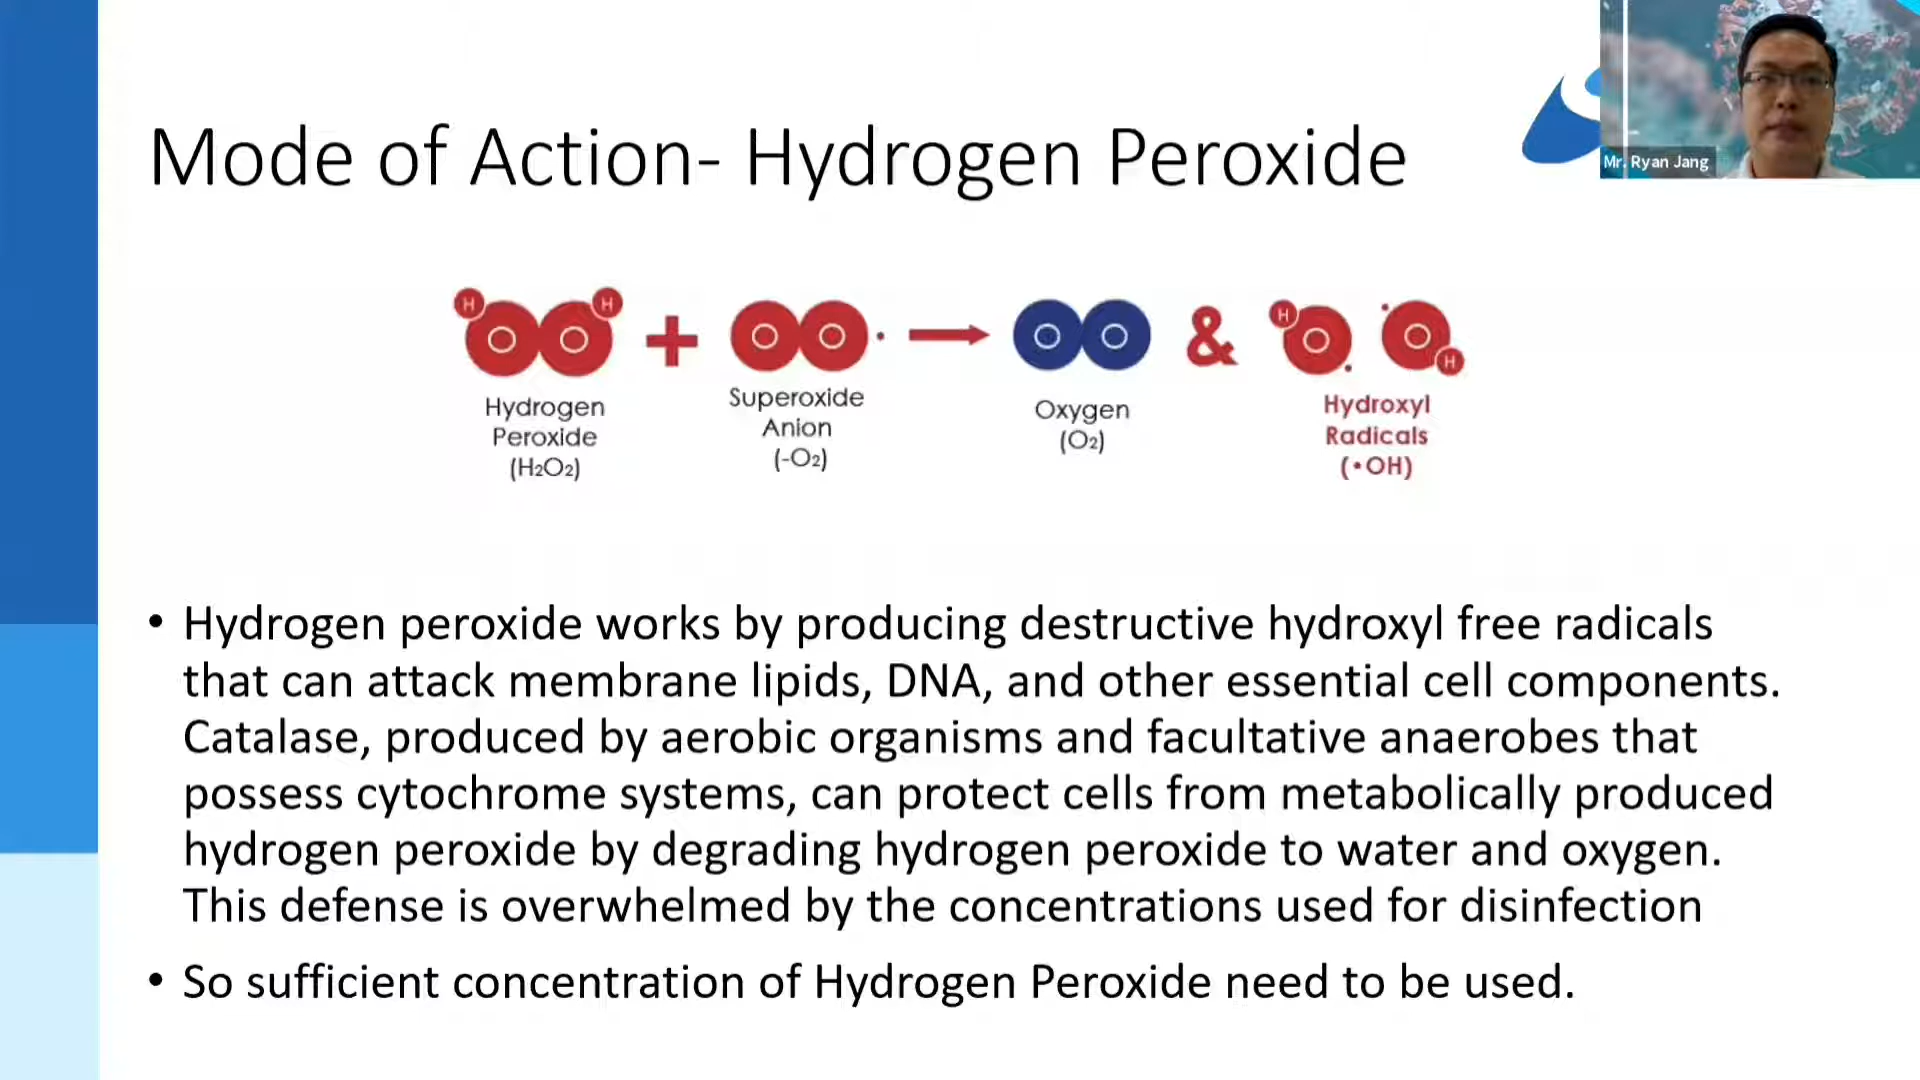 Mode of Action- Hydrogen Peroxide
Mr. Ryan Jang
H H H
O O + O O · O O & O O
H
Hydrogen
Peroxide
(H2O2)
Superoxide
Anion
(-O2)
Oxygen
(O2)
Hydroxyl
Radicals
(•OH)
• Hydrogen peroxide works by producing destructive hydroxyl free radicals
that can attack membrane lipids, DNA, and other essential cell components.
Catalase, produced by aerobic organisms and facultative anaerobes that
possess cytochrome systems, can protect cells from metabolically produced
hydrogen peroxide by degrading hydrogen peroxide to water and oxygen.
This defense is overwhelmed by the concentrations used for disinfection
• So sufficient concentration of Hydrogen Peroxide need to be used.